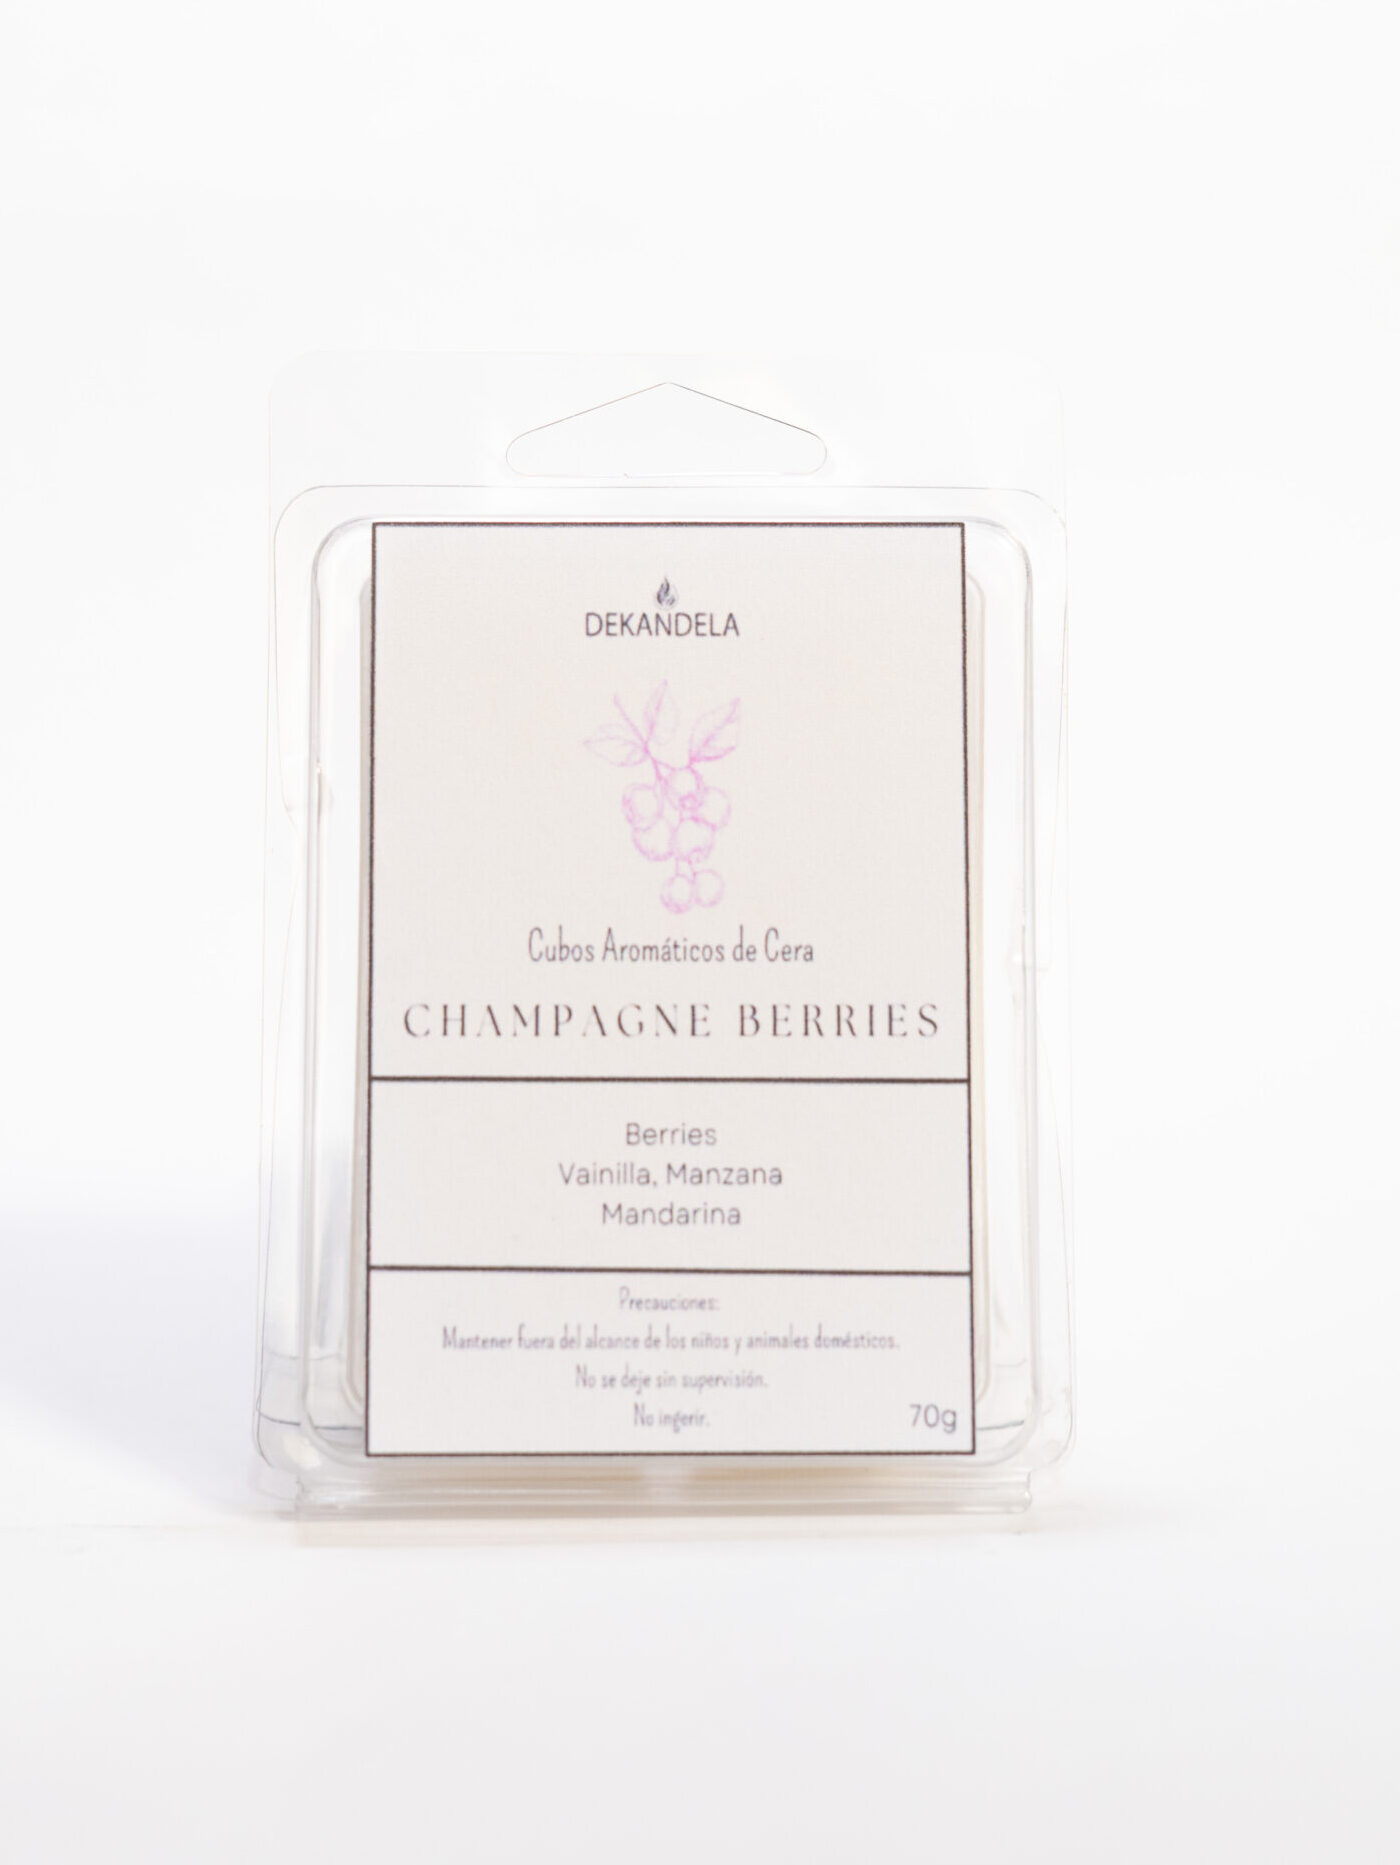 DEKANDELA
Cubos Aromáticos de Cera
CHAMPAGNE BERRIES
Berries
Vainilla, Manzana
Mandarina
Precauciones:
Mantener fuera del alcance de los niños y animales domésticos.
No se deje sin supervisión.
No ingerir.
70g